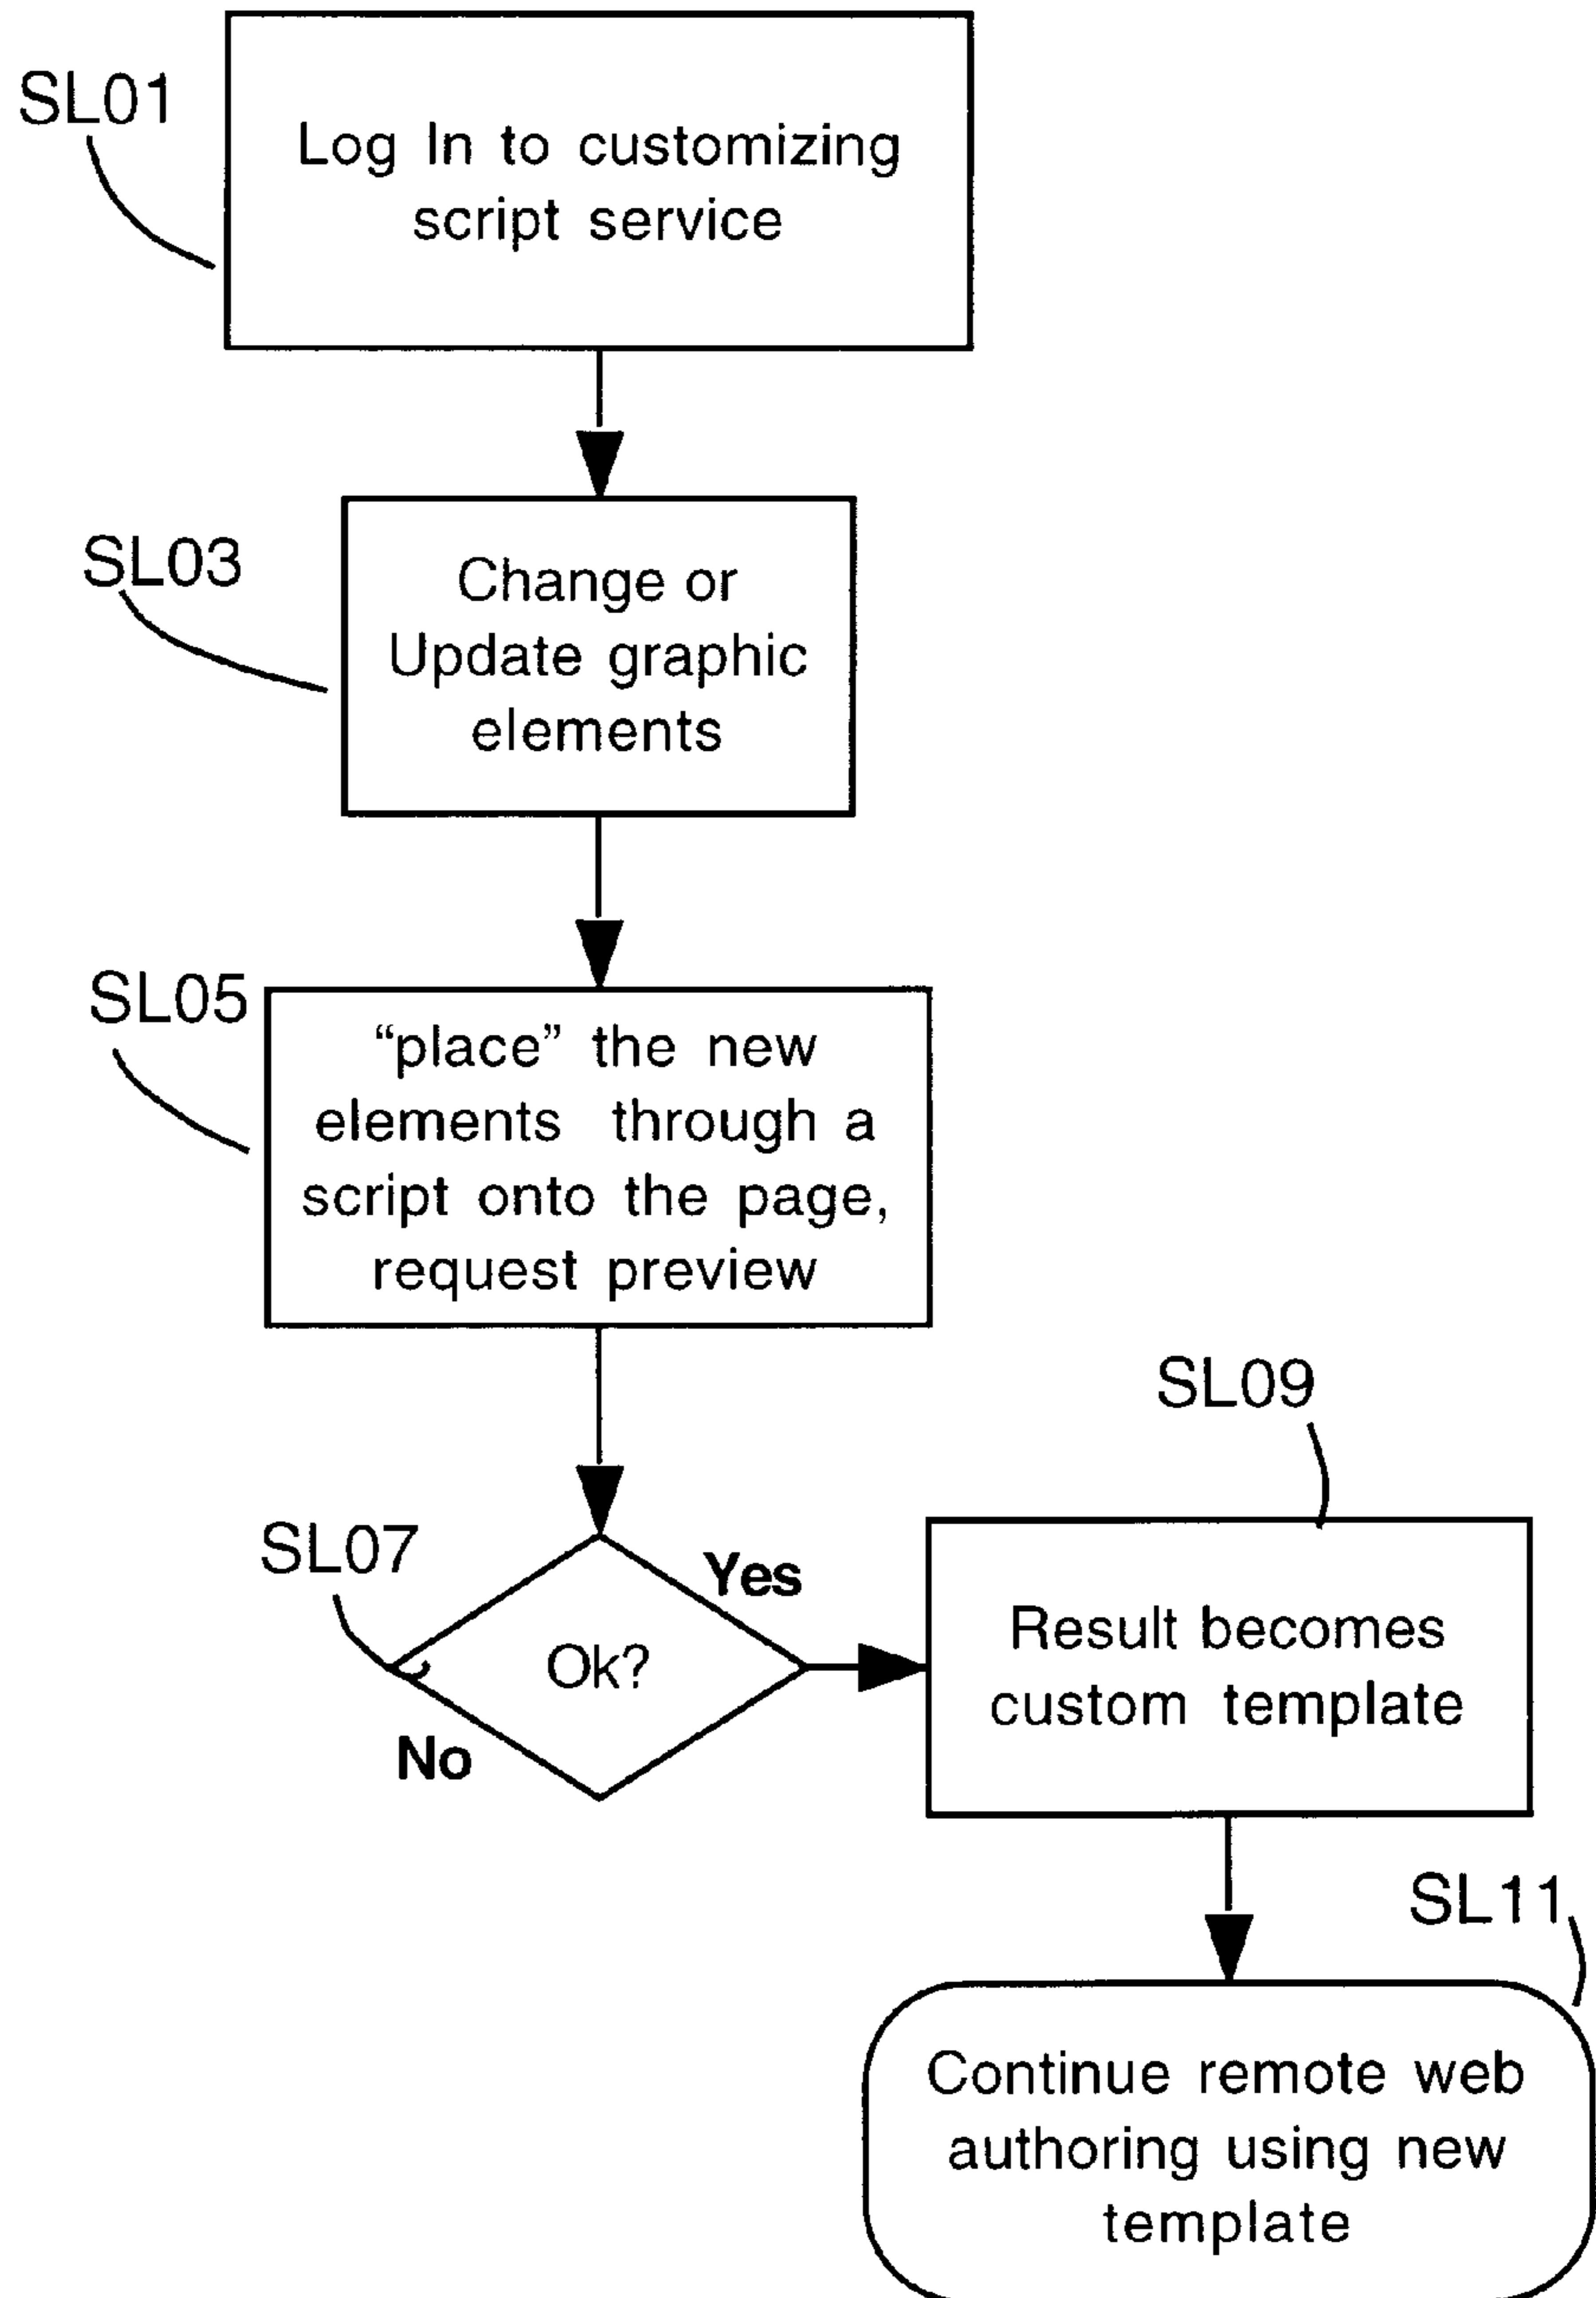 SL01
Log In to customizing
script service
SL03
Change or
Update graphic
elements
SL05
“place” the new
elements through a
script onto the page,
request preview
SL09
SL07
Yes
Ok?
No
Result becomes
custom template
SL11
Continue remote web
authoring using new
template